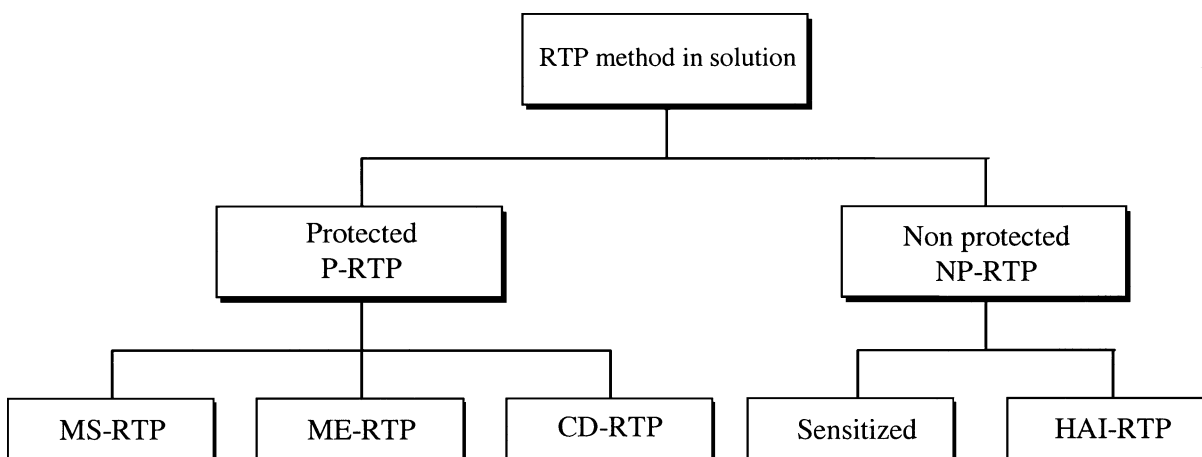 RTP method in solution
Protected
P-RTP
Non protected
NP-RTP
MS-RTP
ME-RTP
CD-RTP
Sensitized
HAI-RTP